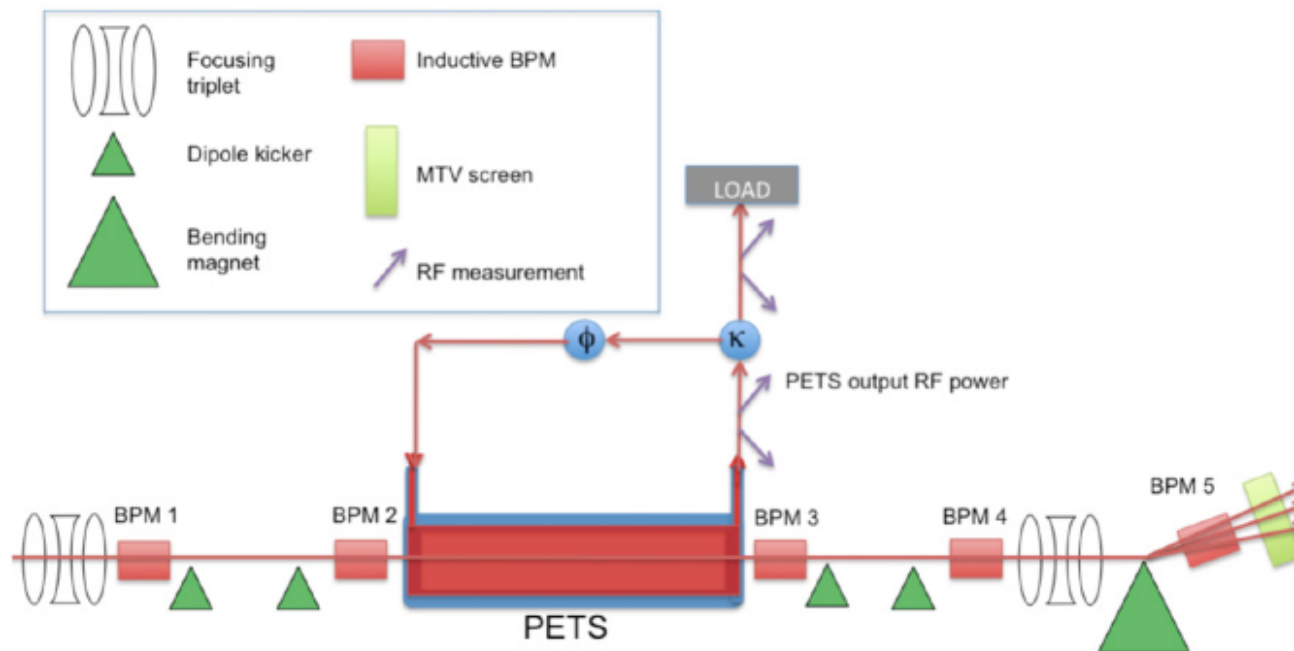 Focusing
triplet
Inductive BPM
Dipole kicker
MTV screen
Bending
magnet
RF measurement
LOAD
ϕ
κ
PETS output RF power
BPM 1
BPM 2
BPM 3
BPM 4
BPM 5
PETS